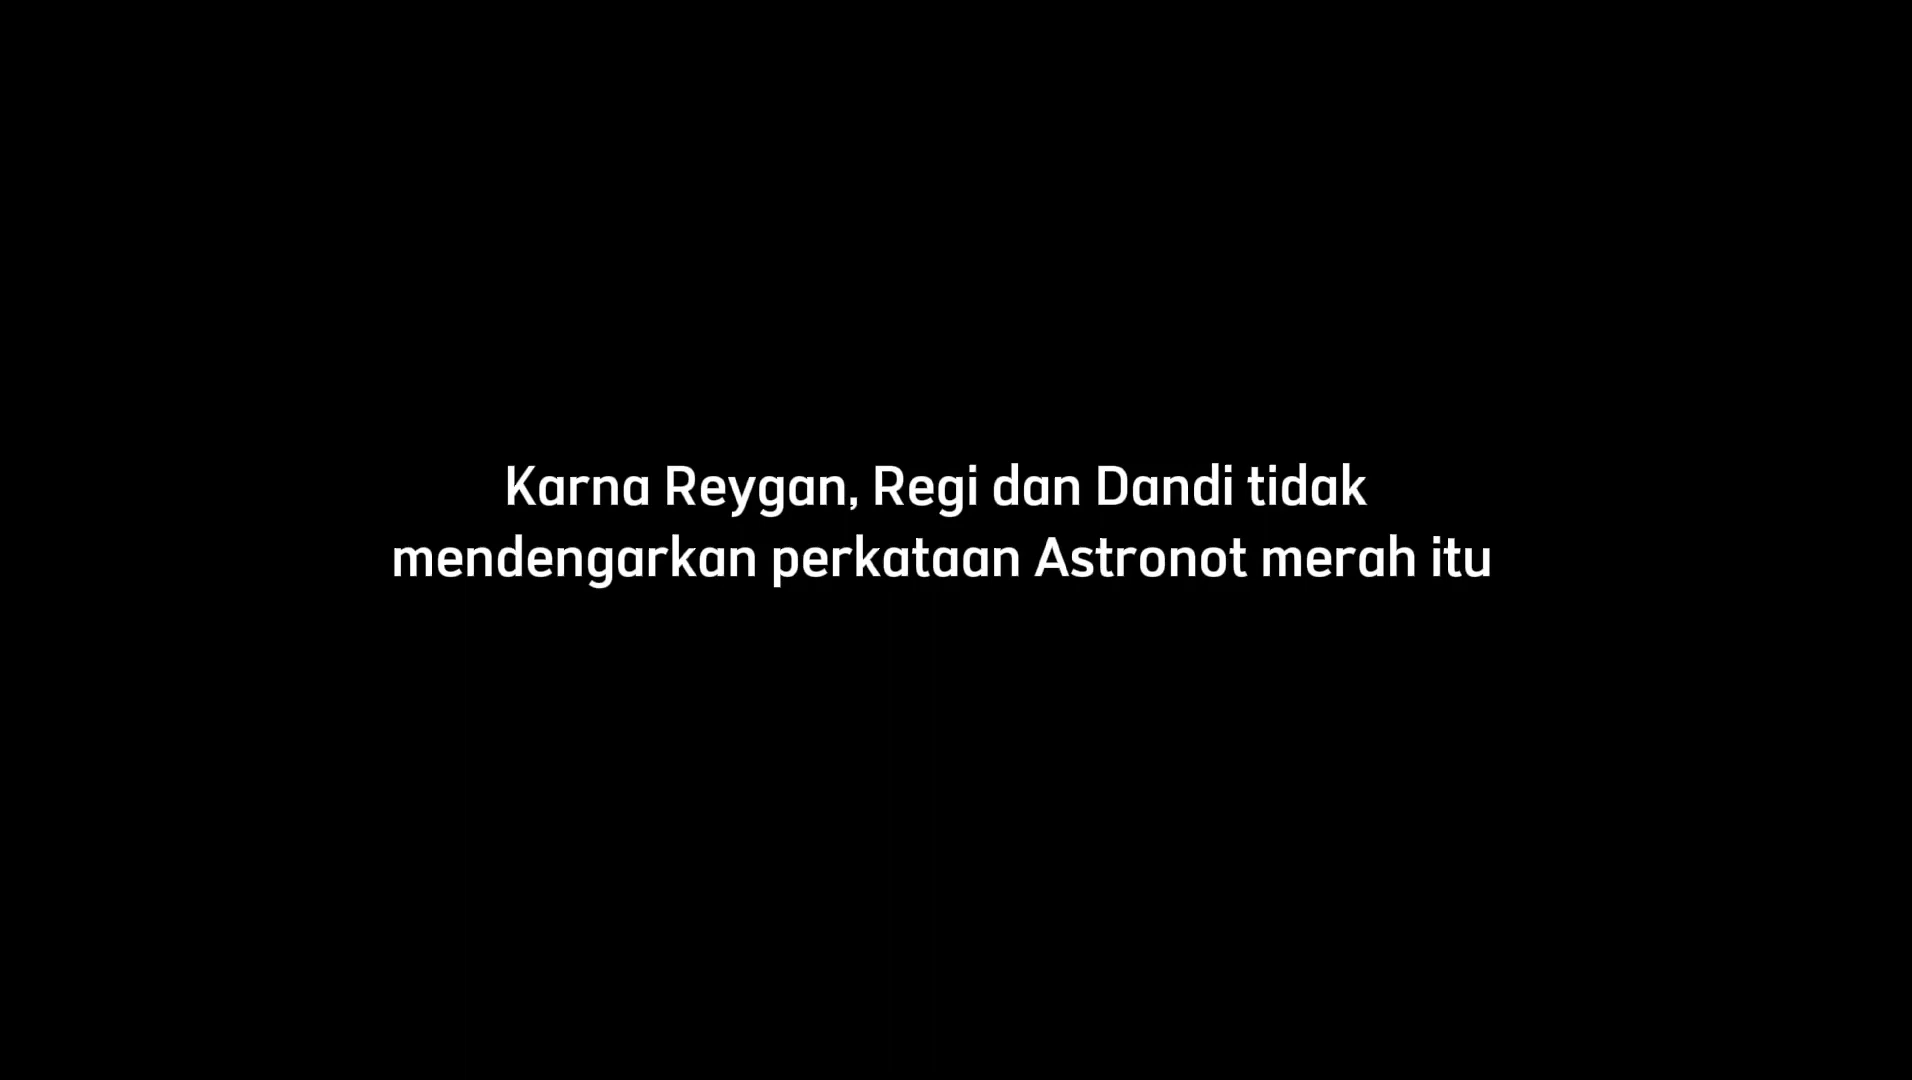 Karna Reygan, Regi dan Dandi tidak
mendengarkan perkataan Astronot merah itu